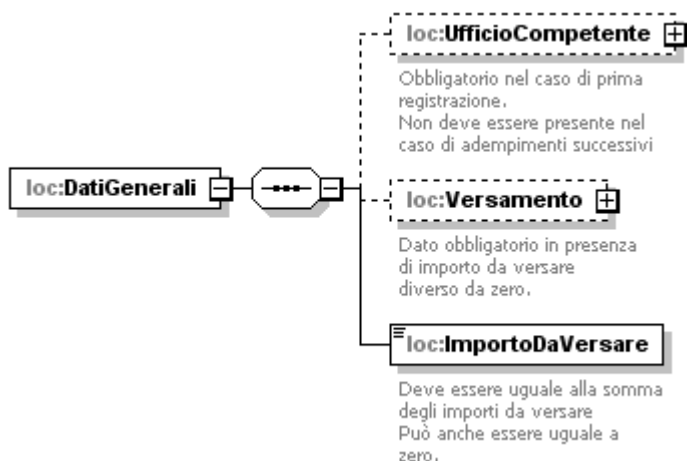 loc:UfficioCompetente
Obbligatorio nel caso di prima
registrazione.
Non deve essere presente nel
caso di adempimenti successivi
loc:DatiGenerali
loc:Versamento
Dato obbligatorio in presenza
di importo da versare
diverso da zero.
loc:ImportoDaVersare
Deve essere uguale alla somma
degli importi da versare
Può anche essere uguale a
zero.